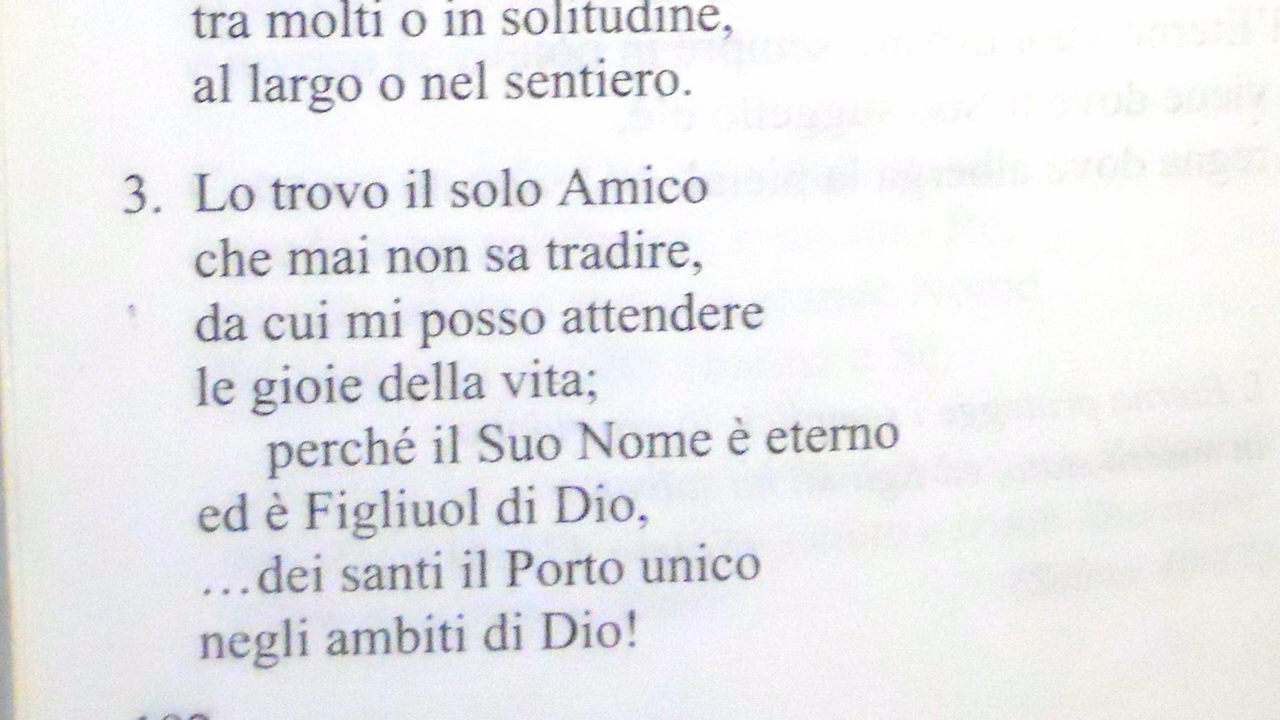 tra molti o in solitudine,
al largo o nel sentiero.
3. Lo trovo il solo Amico
che mai non sa tradire,
da cui mi posso attendere
le gioie della vita;
perché il Suo Nome è eterno
ed è Figliuol di Dio,
...dei santi il Porto unico
negli ambiti di Dio!